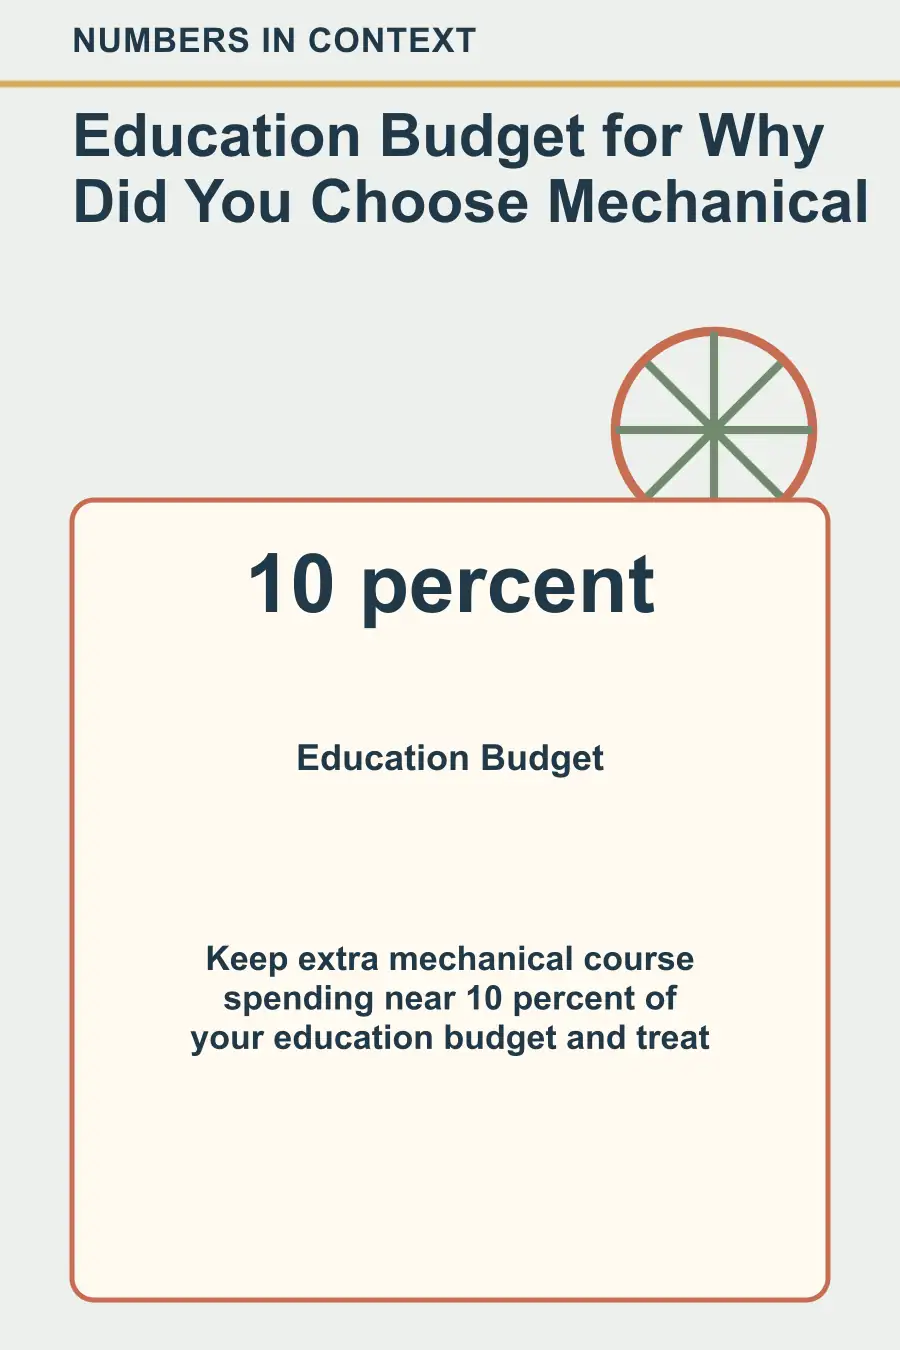 NUMBERS IN CONTEXT
Education Budget for Why
Did You Choose Mechanical
10 percent
Education Budget
Keep extra mechanical course
spending near 10 percent of
your education budget and treat